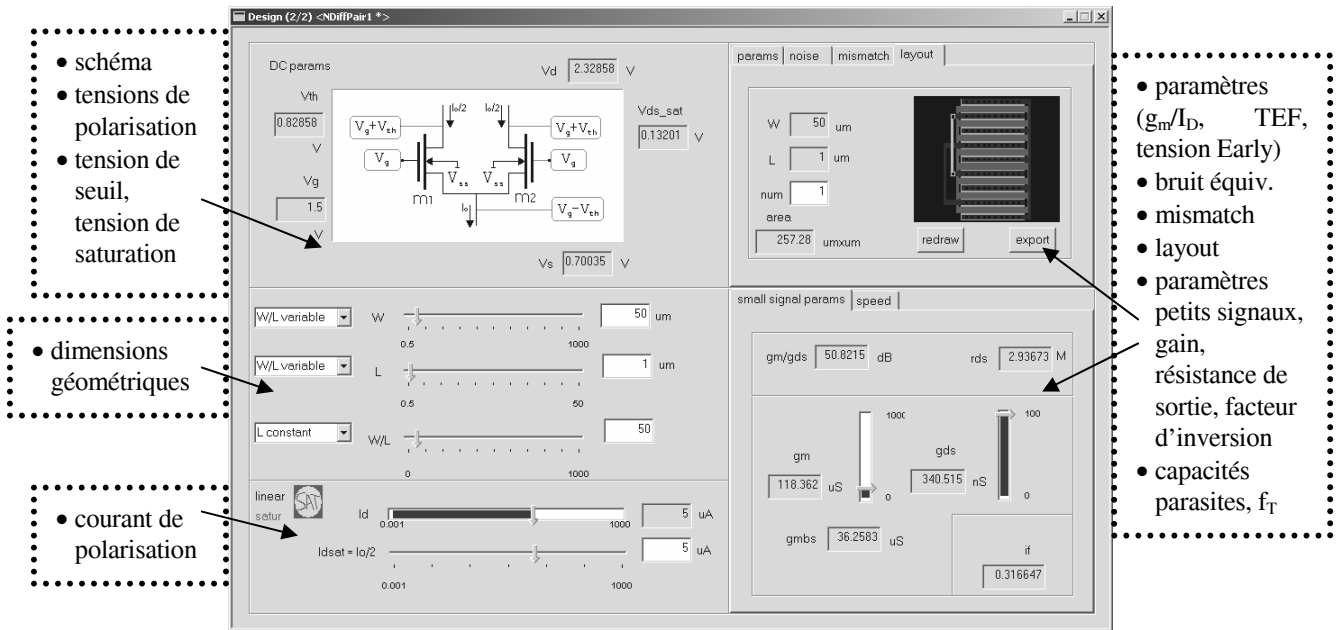 Design (2/2) <NDiffPair1 *>
• schéma
• tensions de
polarisation
• tension de
seuil,
tension de
saturation
• dimensions
géométriques
• courant de
polarisation
DC params
Vd 2.32858 V
Vth
0.82858
V
Vg
1.5
V
Vds_sat
0.13201 V
Io/2 Io/2
Vg+Vth Vg+Vth
Vg Vg
Vss Vss
m1 m2
Io
Vg-Vth
Vs 0.70035 V
W/L variable W 50 um
0.5 1000
W/L variable L 1 um
0.5 50
L constant W/L 50
0 1000
linear
satur
SAT
Id 5 uA
0.001 1000
Idsat = Io/2 5 uA
0.001 1000
params noise mismatch layout
W 50 um
L 1 um
num 1
area
257.28 umxum
redraw export
small signal params speed
gm/gds 50.8215 dB
rds 2.93673 M
gm
118.362 uS
100C
0
gds
340.515 nS
100
0
gmbs 36.2583 uS
if
0.316647
• paramètres
(gm/ID, TEF,
tension Early)
• bruit équiv.
• mismatch
• layout
• paramètres
petits signaux,
gain,
résistance de
sortie, facteur
d'inversion
• capacités
parasites, fT